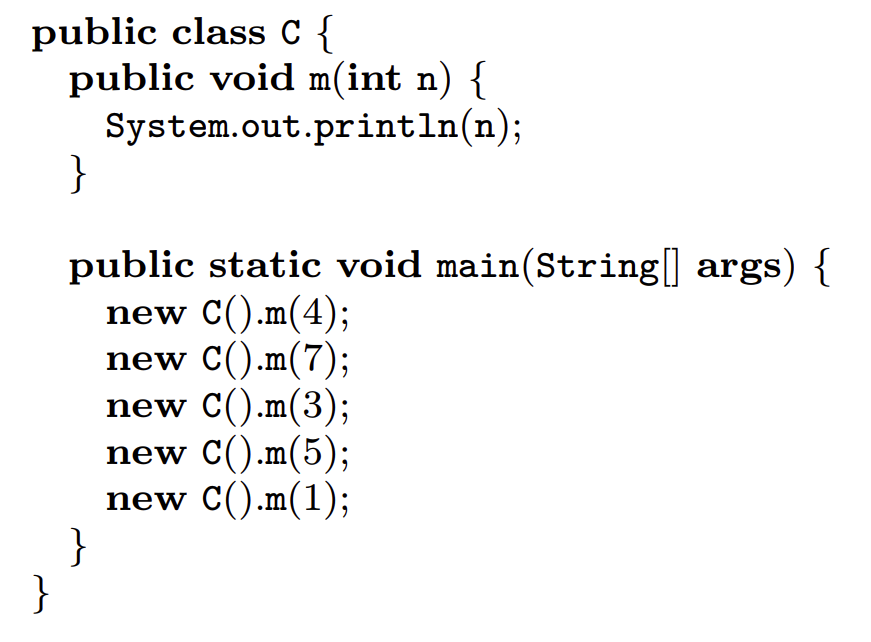 public class C {
public void m(int n) {
System.out.println(n);
}
public static void main(String[] args) {
new C().m(4);
new C().m(7);
new C().m(3);
new C().m(5);
new C().m(1);
}
}